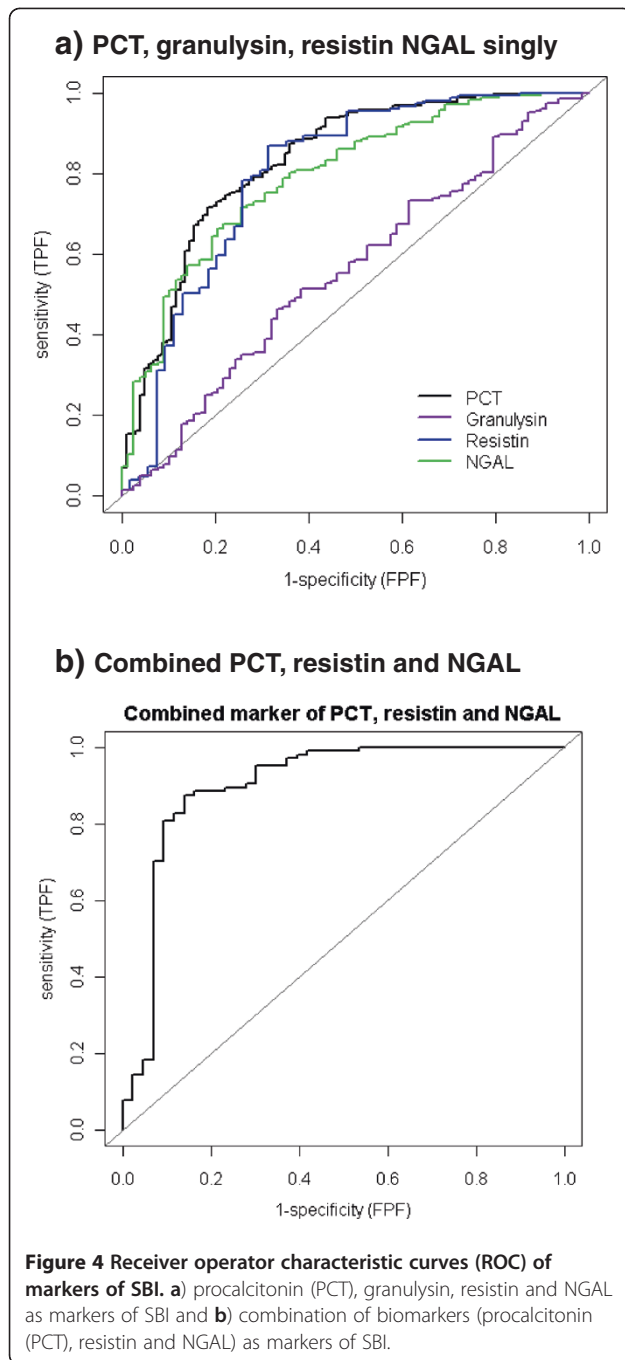 a) PCT, granulysin, resistin NGAL singly
1.0
0.8
0.6
0.4
0.2
0.0
sensitivity (TPF)
PCT
Granulysin
Resistin
NGAL
0.0 0.2 0.4 0.6 0.8 1.0
1-specificity (FPF)
b) Combined PCT, resistin and NGAL
Combined marker of PCT, resistin and NGAL
1.0
0.8
0.6
0.4
0.2
0.0
sensitivity (TPF)
0.0 0.2 0.4 0.6 0.8 1.0
1-specificity (FPF)
Figure 4 Receiver operator characteristic curves (ROC) of
markers of SBI. a) procalcitonin (PCT), granulysin, resistin and NGAL
as markers of SBI and b) combination of biomarkers (procalcitonin
(PCT), resistin and NGAL) as markers of SBI.